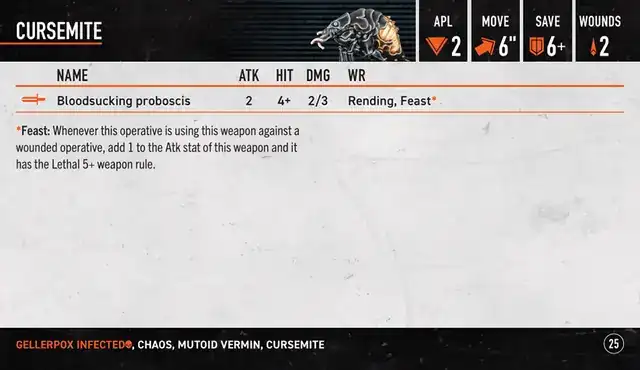 CURSEMITE
APL MOVE SAVE WOUNDS
2 6" 6+ 2
NAME ATK HIT DMG WR
Bloodsucking proboscis 2 4+ 2/3 Rending, Feast*
*Feast: Whenever this operative is using this weapon against a
wounded operative, add 1 to the Atk stat of this weapon and it
has the Lethal 5+ weapon rule.
GELLERPOX INFECTED, CHAOS, MUTOID VERMIN, CURSEMITE
25